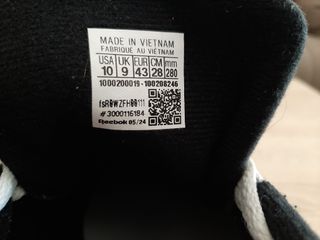 MADE IN VIETNAM
FABRIQUE AU VIETNAM
USA UK EUR CM mm
10 9 43 28 280
1000200019 - 100208246
#3000116184
Reebok 05/24